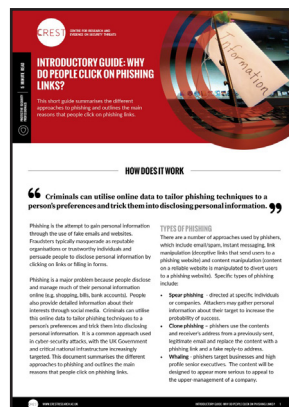 CREST
CENTRE FOR RESEARCH AND
EVIDENCE ON SECURITY THREATS
Information
INTRODUCTORY GUIDE: WHY
DO PEOPLE CLICK ON PHISHING
LINKS?
This short guide summarises the different
approaches to phishing and outlines the main
reasons that people click on phishing links.
HOW DOES IT WORK
“ Criminals can utilise online data to tailor phishing techniques to a
person's preferences and trick them into disclosing personal information. ”
Phishing is the attempt to gain personal information
through the use of fake emails and websites.
Fraudsters typically masquerade as reputable
organisations or trustworthy individuals and
persuade people to disclose personal information by
clicking on links or filling in forms.
Phishing is a major problem because people disclose
and manage much of their personal information
online (e.g. shopping, bills, bank accounts). People
also provide detailed information about their
interests through social media. Criminals can utilise
this online data to tailor phishing techniques to a
person's preferences and trick them into disclosing
personal information. It is a common approach used
in cyber-security attacks, with the UK Government
and critical national infrastructure increasingly
targeted. This document summarises the different
approaches to phishing and outlines the main
reasons that people click on phishing links.
TYPES OF PHISHING
There are a number of approaches used by phishers,
which include email/spam, instant messaging, link
manipulation (deceptive links that send users to a
phishing website) and content manipulation (content
on a reliable website is manipulated to divert users
to a phishing website). Specific types of phishing
include:
• Spear phishing - directed at specific individuals
or companies. Attackers may gather personal
information about their target to increase the
probability of success.
• Clone phishing – phishers use the contents
and receiver's address from a previously sent,
legitimate email and replace the content with a
phishing link and a fake reply-to address.
• Whaling - phishers target businesses and high
profile senior executives. The content will be
designed to appear more serious to appeal to
the upper-management of a company.
WWW.CRESTRESEARCH.AC.UK
INTRODUCTORY GUIDE: WHY DO PEOPLE CLICK ON PHISHING LINKS? 1